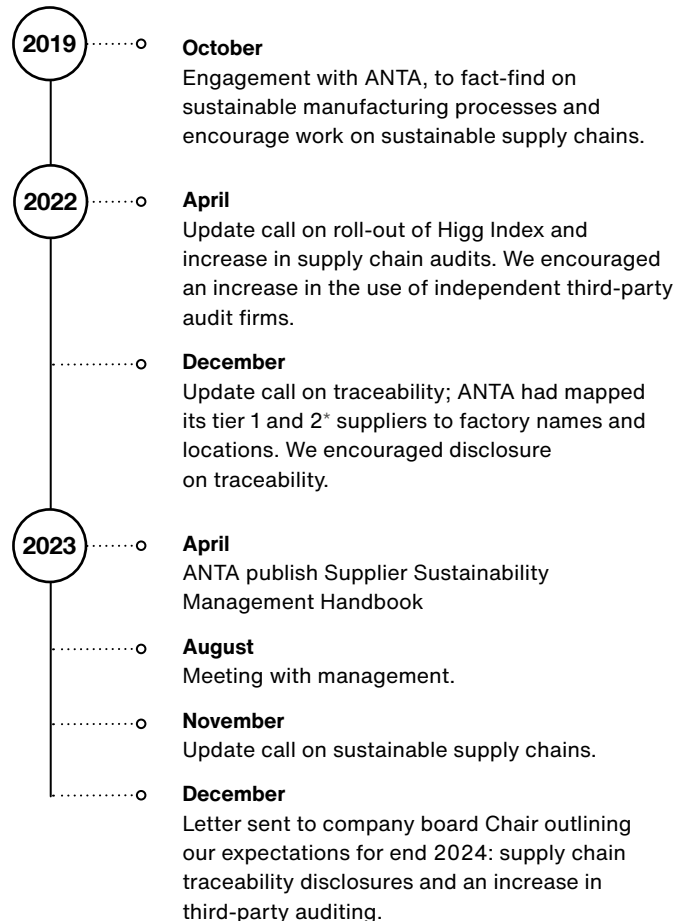 2019
October
Engagement with ANTA, to fact-find on
sustainable manufacturing processes and
encourage work on sustainable supply chains.
2022
April
Update call on roll-out of Higg Index and
increase in supply chain audits. We encouraged
an increase in the use of independent third-party
audit firms.
December
Update call on traceability; ANTA had mapped
its tier 1 and 2* suppliers to factory names and
locations. We encouraged disclosure
on traceability.
2023
April
ANTA publish Supplier Sustainability
Management Handbook
August
Meeting with management.
November
Update call on sustainable supply chains.
December
Letter sent to company board Chair outlining
our expectations for end 2024: supply chain
traceability disclosures and an increase in
third-party auditing.